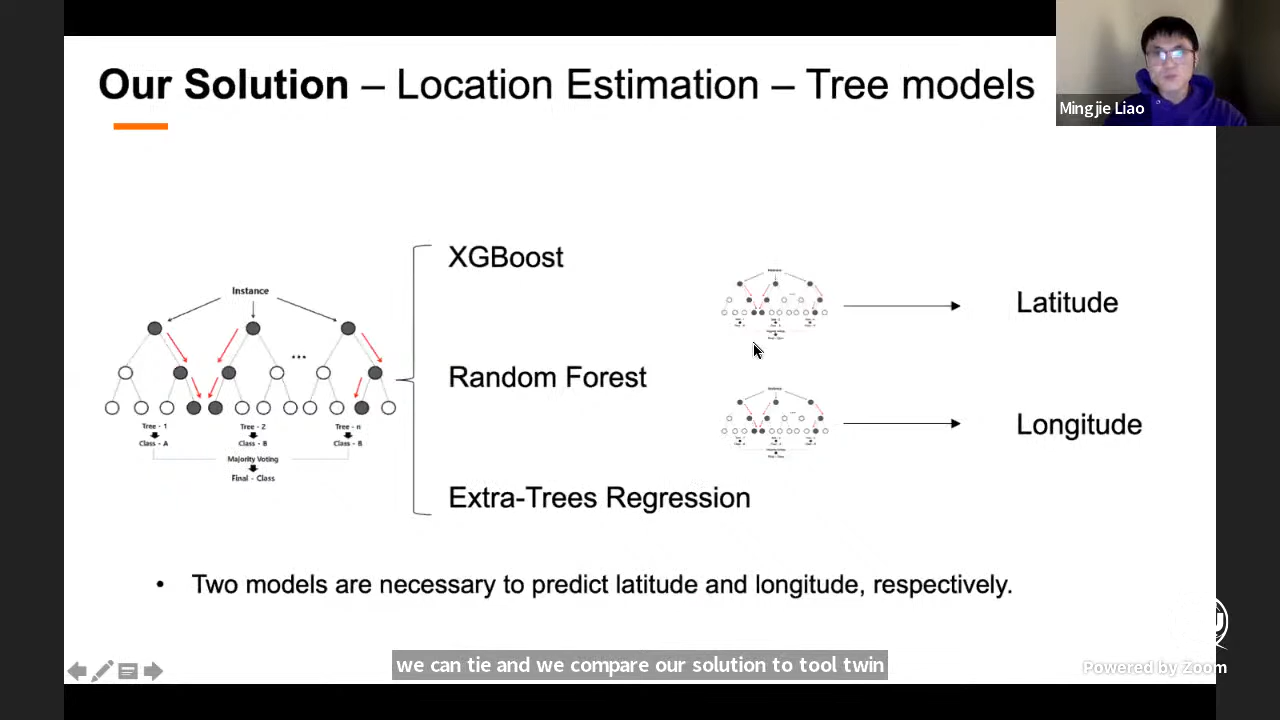 Our Solution – Location Estimation – Tree models
Mingjie Liao
Instance
Tree - 1
Tree - 2
Tree - n
Class - A
Class - B
Class - B
Majority Voting
Final - Class
XGBoost
Random Forest
Extra-Trees Regression
Instance
Latitude
Instance
Longitude
• Two models are necessary to predict latitude and longitude, respectively.
we can tie and we compare our solution to tool twin
Powered by Zoom